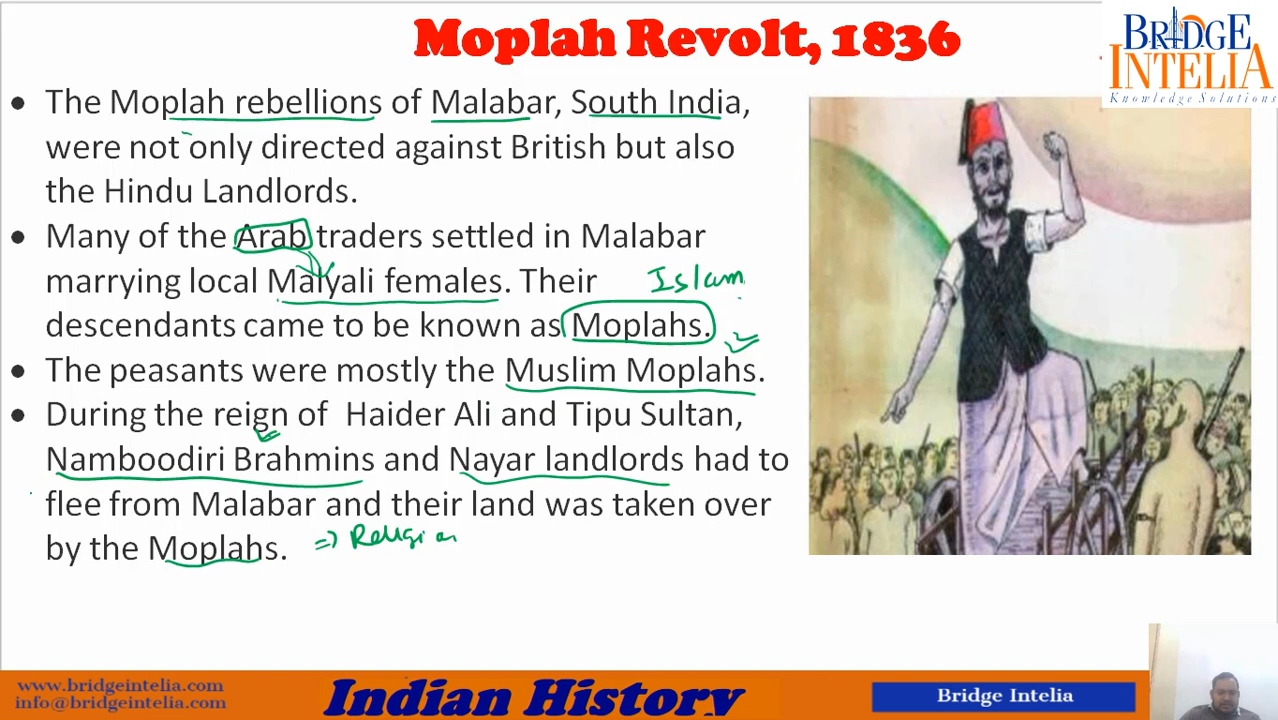 Moplah Revolt, 1836
BRIDGE
INTELIA
Knowledge Solutions
• The Moplah rebellions of Malabar, South India,
were not only directed against British but also
the Hindu Landlords.
• Many of the Arab traders settled in Malabar
marrying local Malyali females. Their
Islam
descendants came to be known as Moplahs.
• The peasants were mostly the Muslim Moplahs.
• During the reign of Haider Ali and Tipu Sultan,
Namboodiri Brahmins and Nayar landlords had to
flee from Malabar and their land was taken over
by the Moplahs.
=> Religion
www.bridgeintelia.com
info@bridgeintelia.com
Indian History
Bridge Intelia